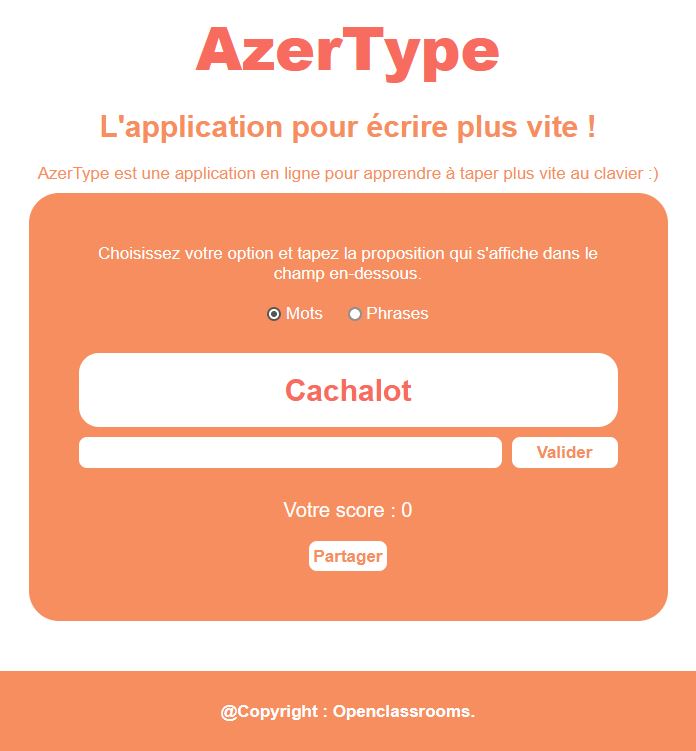 AzerType
L'application pour écrire plus vite !
AzerType est une application en ligne pour apprendre à taper plus vite au clavier :)
Choisissez votre option et tapez la proposition qui s'affiche dans le
champ en-dessous.
Mots Phrases
Cachalot
Valider
Votre score : 0
Partager
@Copyright : Openclassrooms.